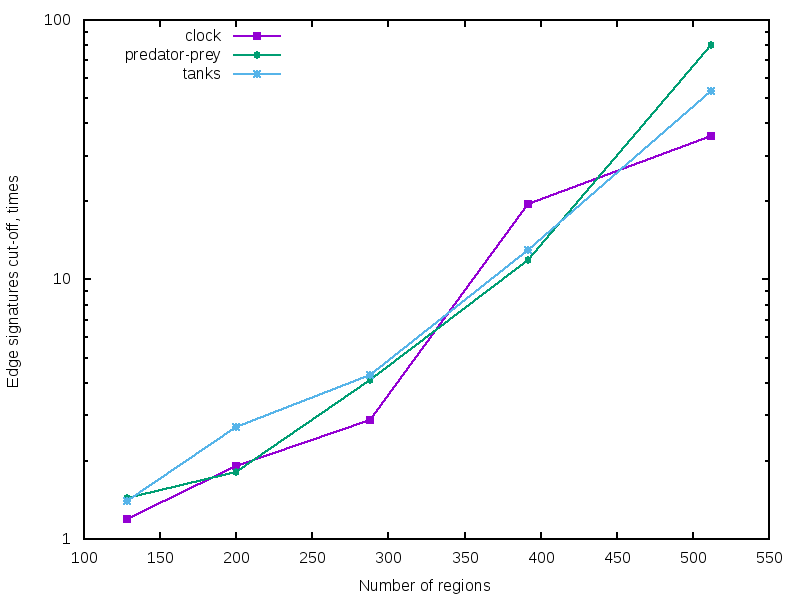 100
clock
predator-prey
tanks
10
1
Edge signatures cut-off, times
100 150 200 250 300 350 400 450 500 550
Number of regions